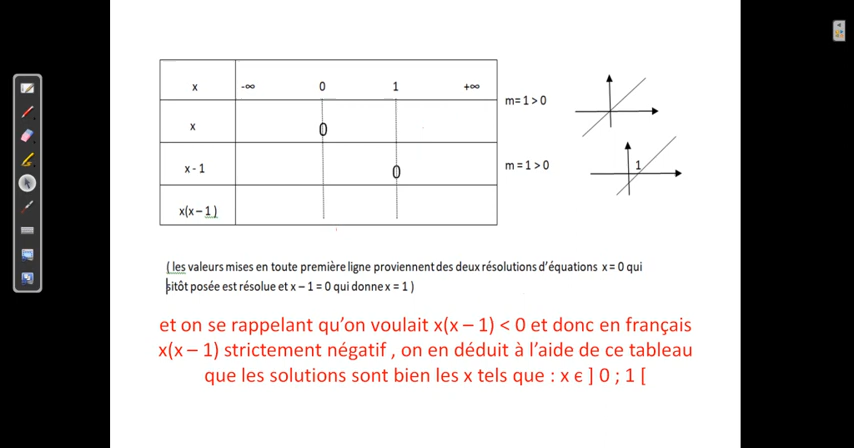 x -∞ 0 1 +∞
m= 1 > 0
x 0
x - 1 0
m = 1 > 0
1
x(x – 1)
( les valeurs mises en toute première ligne proviennent des deux résolutions d’équations x = 0 qui
sitôt posée est résolue et x – 1 = 0 qui donne x = 1 )
et on se rappelant qu’on voulait x(x – 1) < 0 et donc en français
x(x – 1) strictement négatif , on en déduit à l’aide de ce tableau
que les solutions sont bien les x tels que : x ϵ ] 0 ; 1 [